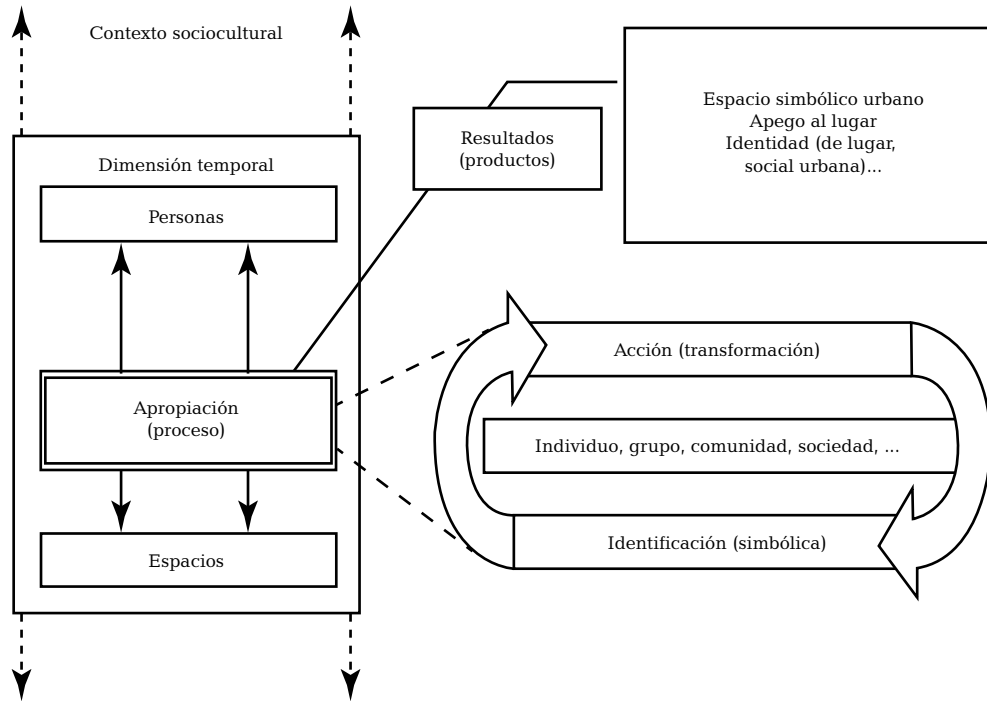 Contexto sociocultural
Dimensión temporal
Personas
Apropiación
(proceso)
Espacios
Resultados
(productos)
Espacio simbólico urbano
Apego al lugar
Identidad (de lugar,
social urbana)...
Acción (transformación)
Individuo, grupo, comunidad, sociedad, ...
Identificación (simbólica)